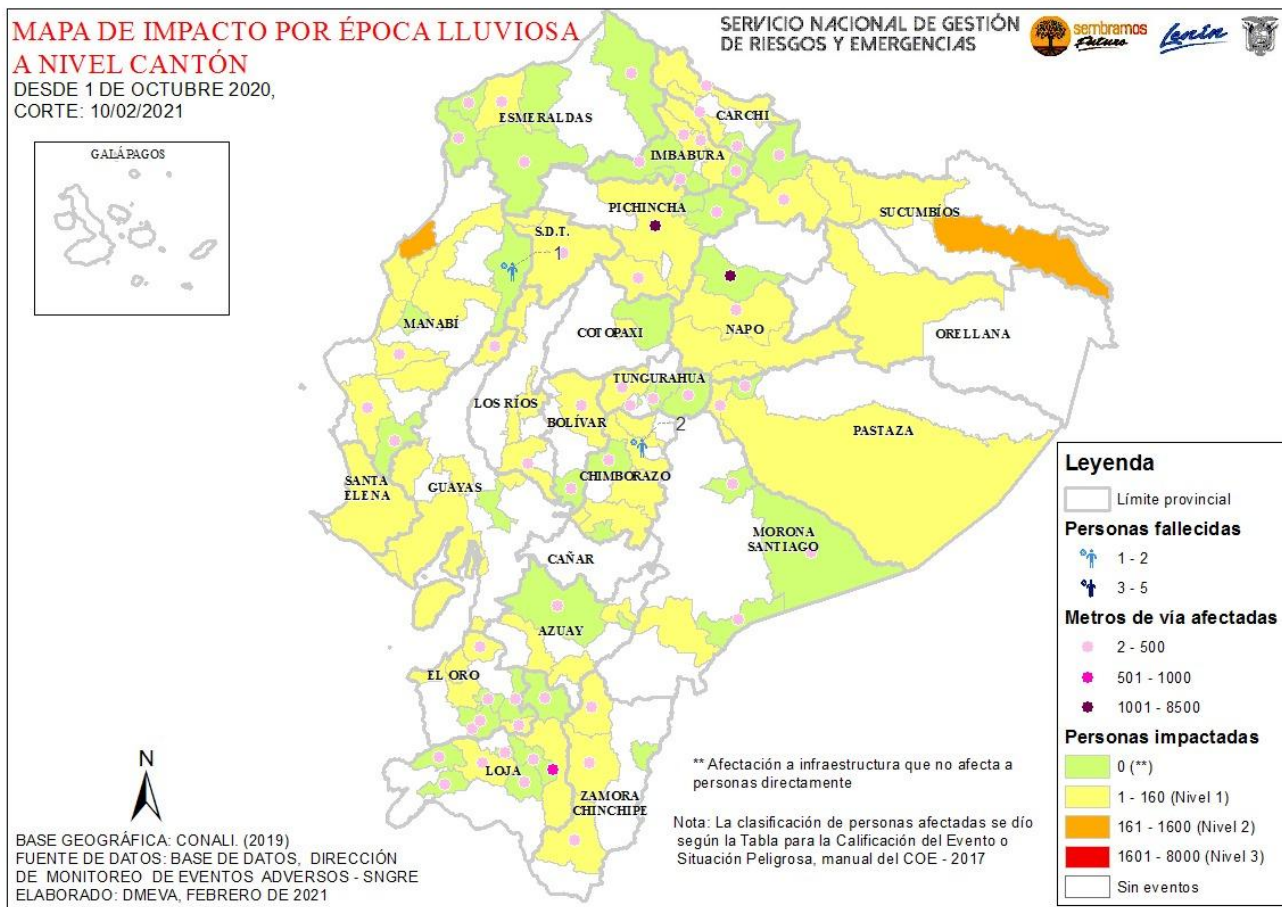 MAPA DE IMPACTO POR ÉPOCA LLUVIOSA
A NIVEL CANTÓN
DESDE 1 DE OCTUBRE 2020,
CORTE: 10/02/2021
SERVICIO NACIONAL DE GESTIÓN
DE RIESGOS Y EMERGENCIAS
sembramos
Futuro
Lenín
GALÁPAGOS
ESMERALDAS
CARCHI
IMBABURA
PICHINCHA
SUCUMBÍOS
S.D.T.
1
MANABÍ
COTOPAXI
NAPO
ORELLANA
TUNGURAHUA
LOS RÍOS
BOLÍVAR
2
PASTAZA
CHIMBORAZO
SANTA
ELENA
GUAYAS
MORONA
SANTIAGO
CAÑAR
AZUAY
EL ORO
LOJA
ZAMORA
CHINCHIPE
Leyenda
Límite provincial
Personas fallecidas
1 - 2
3 - 5
Metros de vía afectadas
2 - 500
501 - 1000
1001 - 8500
Personas impactadas
0 (**)
1 - 160 (Nivel 1)
161 - 1600 (Nivel 2)
1601 - 8000 (Nivel 3)
Sin eventos
** Afectación a infraestructura que no afecta a
personas directamente
Nota: La clasificación de personas afectadas se dío
según la Tabla para la Calificación del Evento o
Situación Peligrosa, manual del COE - 2017
N
BASE GEOGRÁFICA: CONALI. (2019)
FUENTE DE DATOS: BASE DE DATOS, DIRECCIÓN
DE MONITOREO DE EVENTOS ADVERSOS - SNGRE
ELABORADO: DMEVA, FEBRERO DE 2021